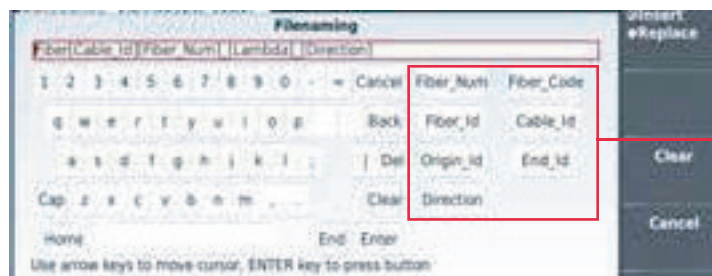 Filenaming
Fiber[Cable_Id][Fiber_Num]_[Lambda]_[Direction]
Insert
Replace
1 2 3 4 5 6 7 8 9 0 - = Cancel Fiber_Num Fiber_Code
q w e r t y u i o p Back Fiber_Id Cable_Id
a s d f g h j k l ; Del Origin_Id End_Id
Clear
Cap z x c v b n m , . Clear Direction
Cancel
Home End Enter
Use arrow keys to move cursor, ENTER key to press button